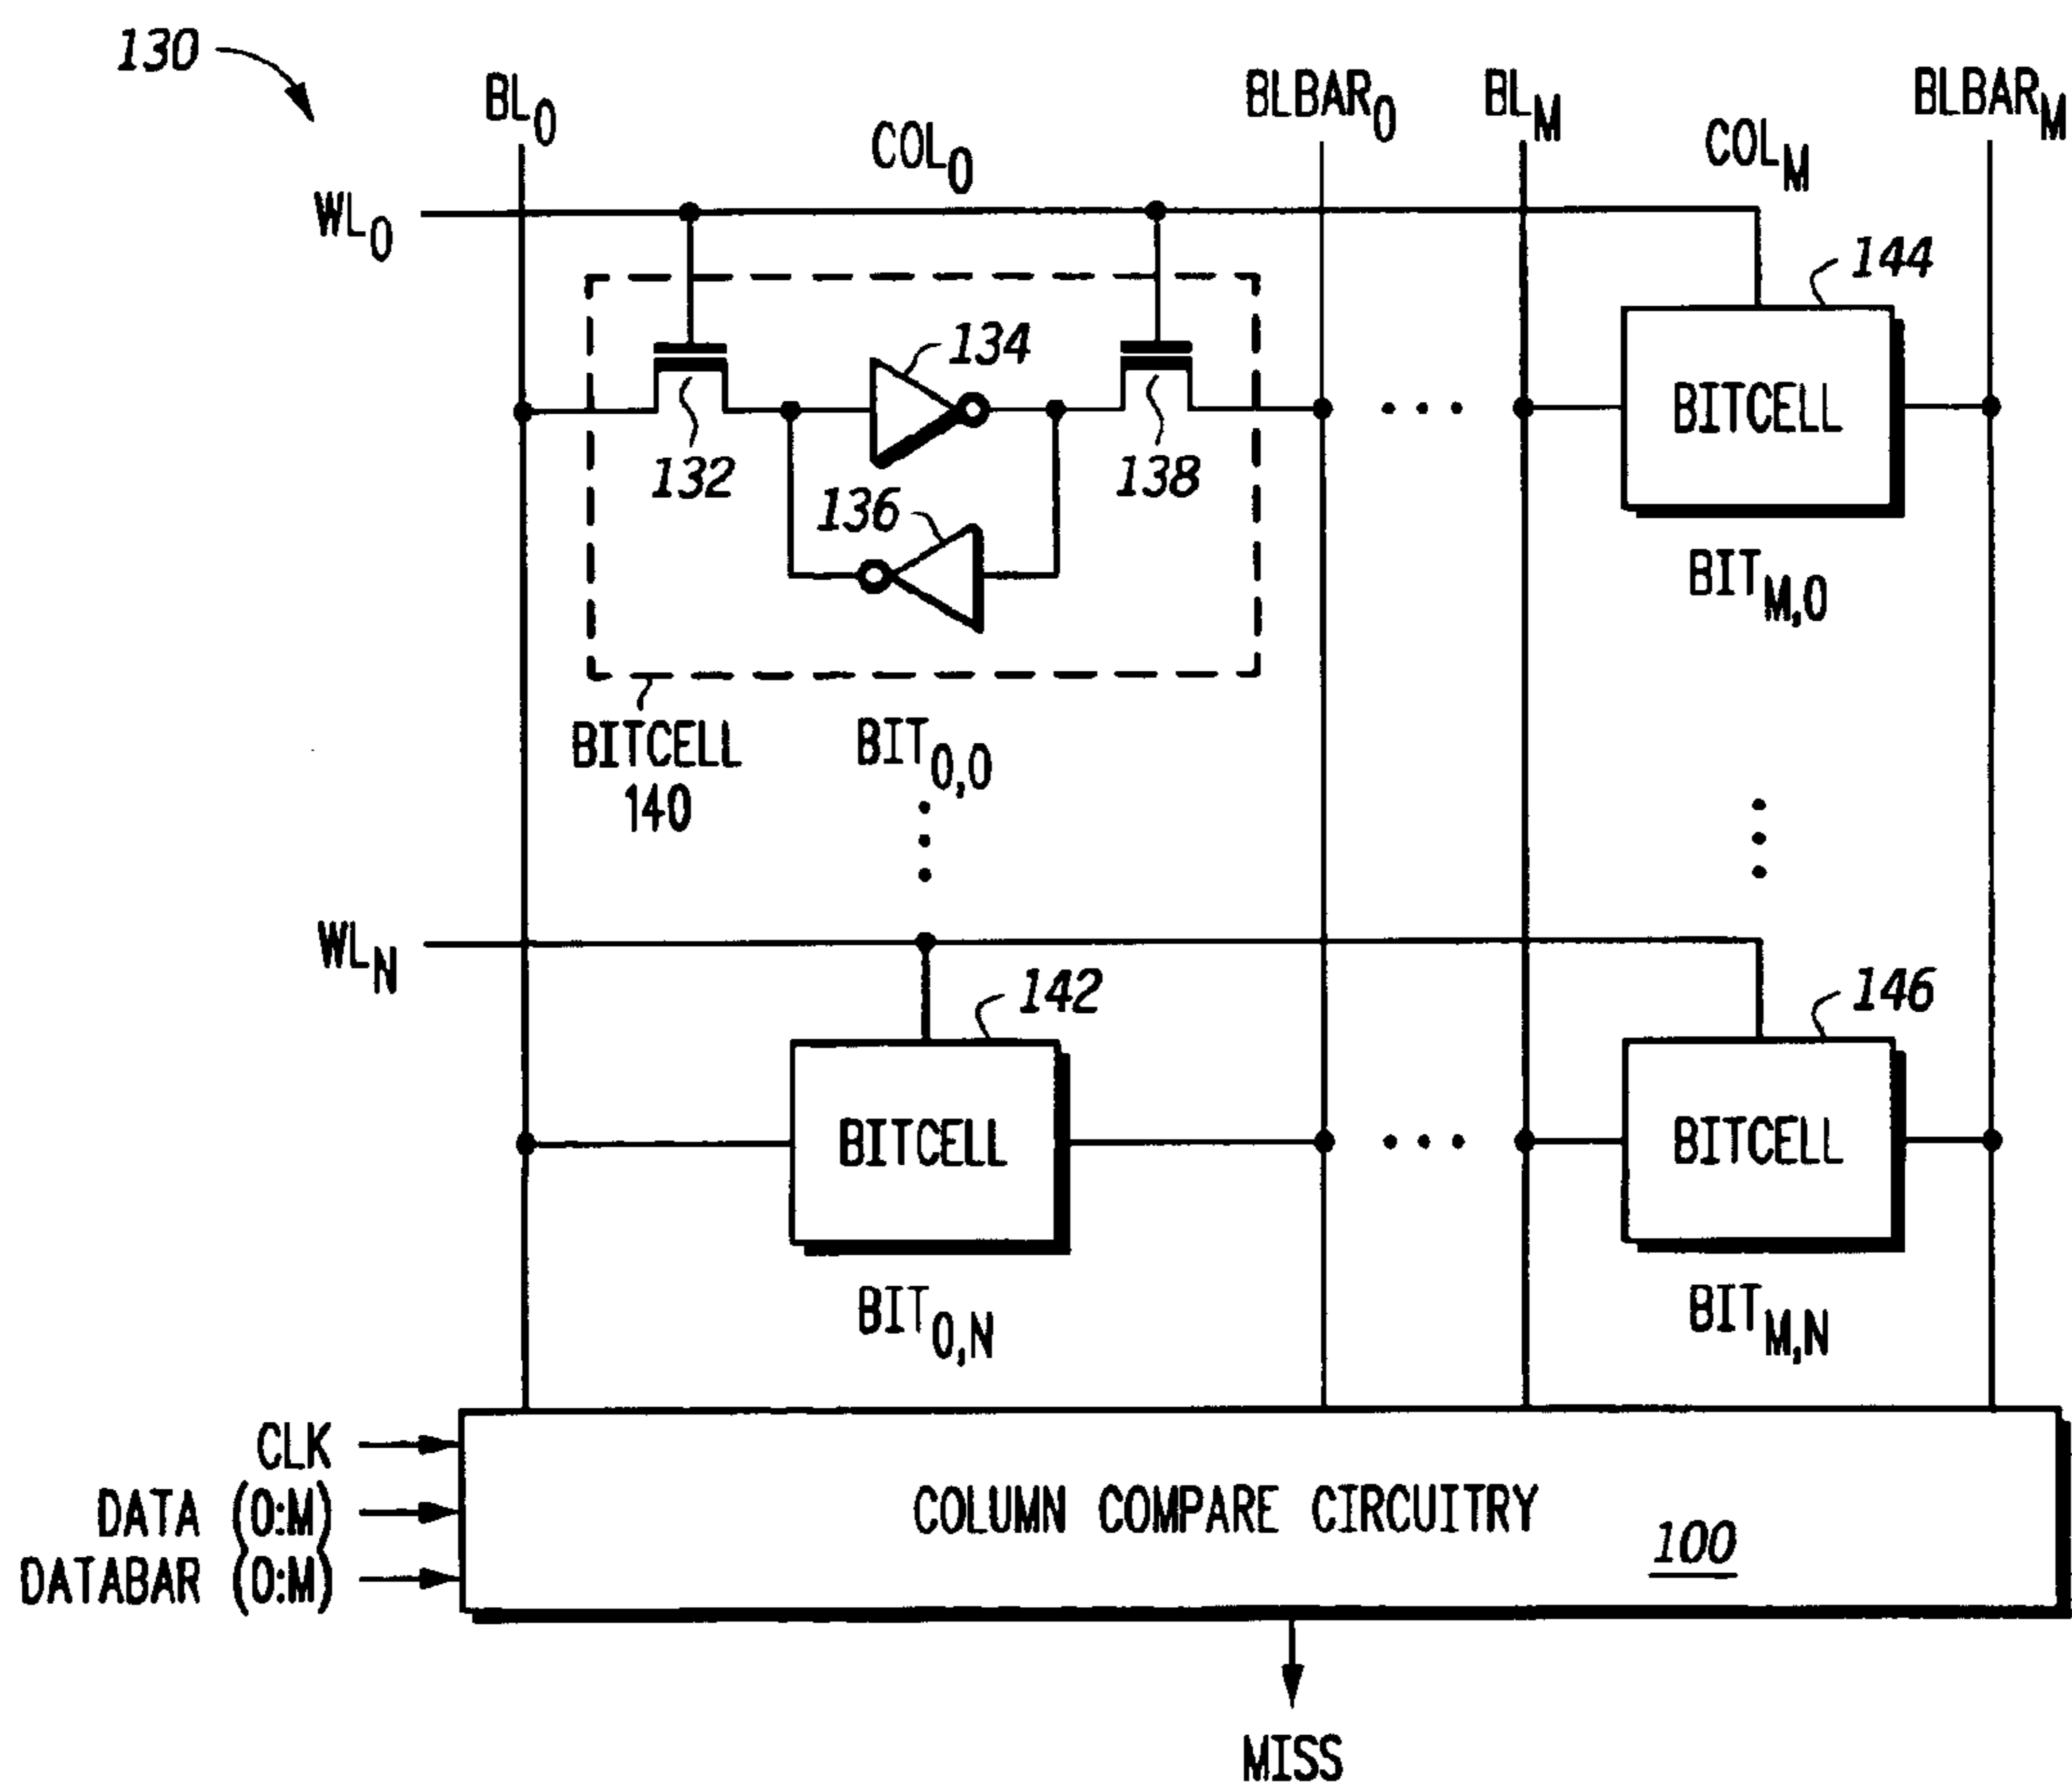 130
BL0
BLBAR0
BLM
BLBARM
COL0
COLM
WL0
144
134
BITCELL
132
138
136
BITM,0
BITCELL
140
BIT0,0
WLN
142
146
BITCELL
BITCELL
BIT0,N
BITM,N
CLK
DATA (0:M)
DATABAR (0:M)
COLUMN COMPARE CIRCUITRY
100
MISS